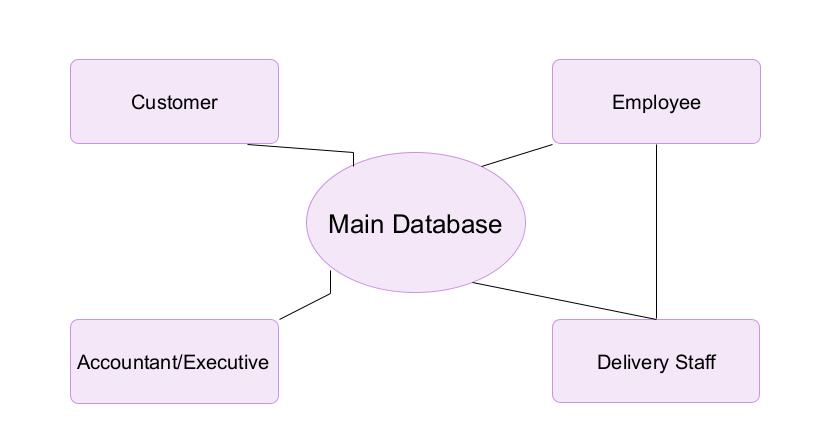 Customer
Employee
Main Database
Accountant/Executive
Delivery Staff